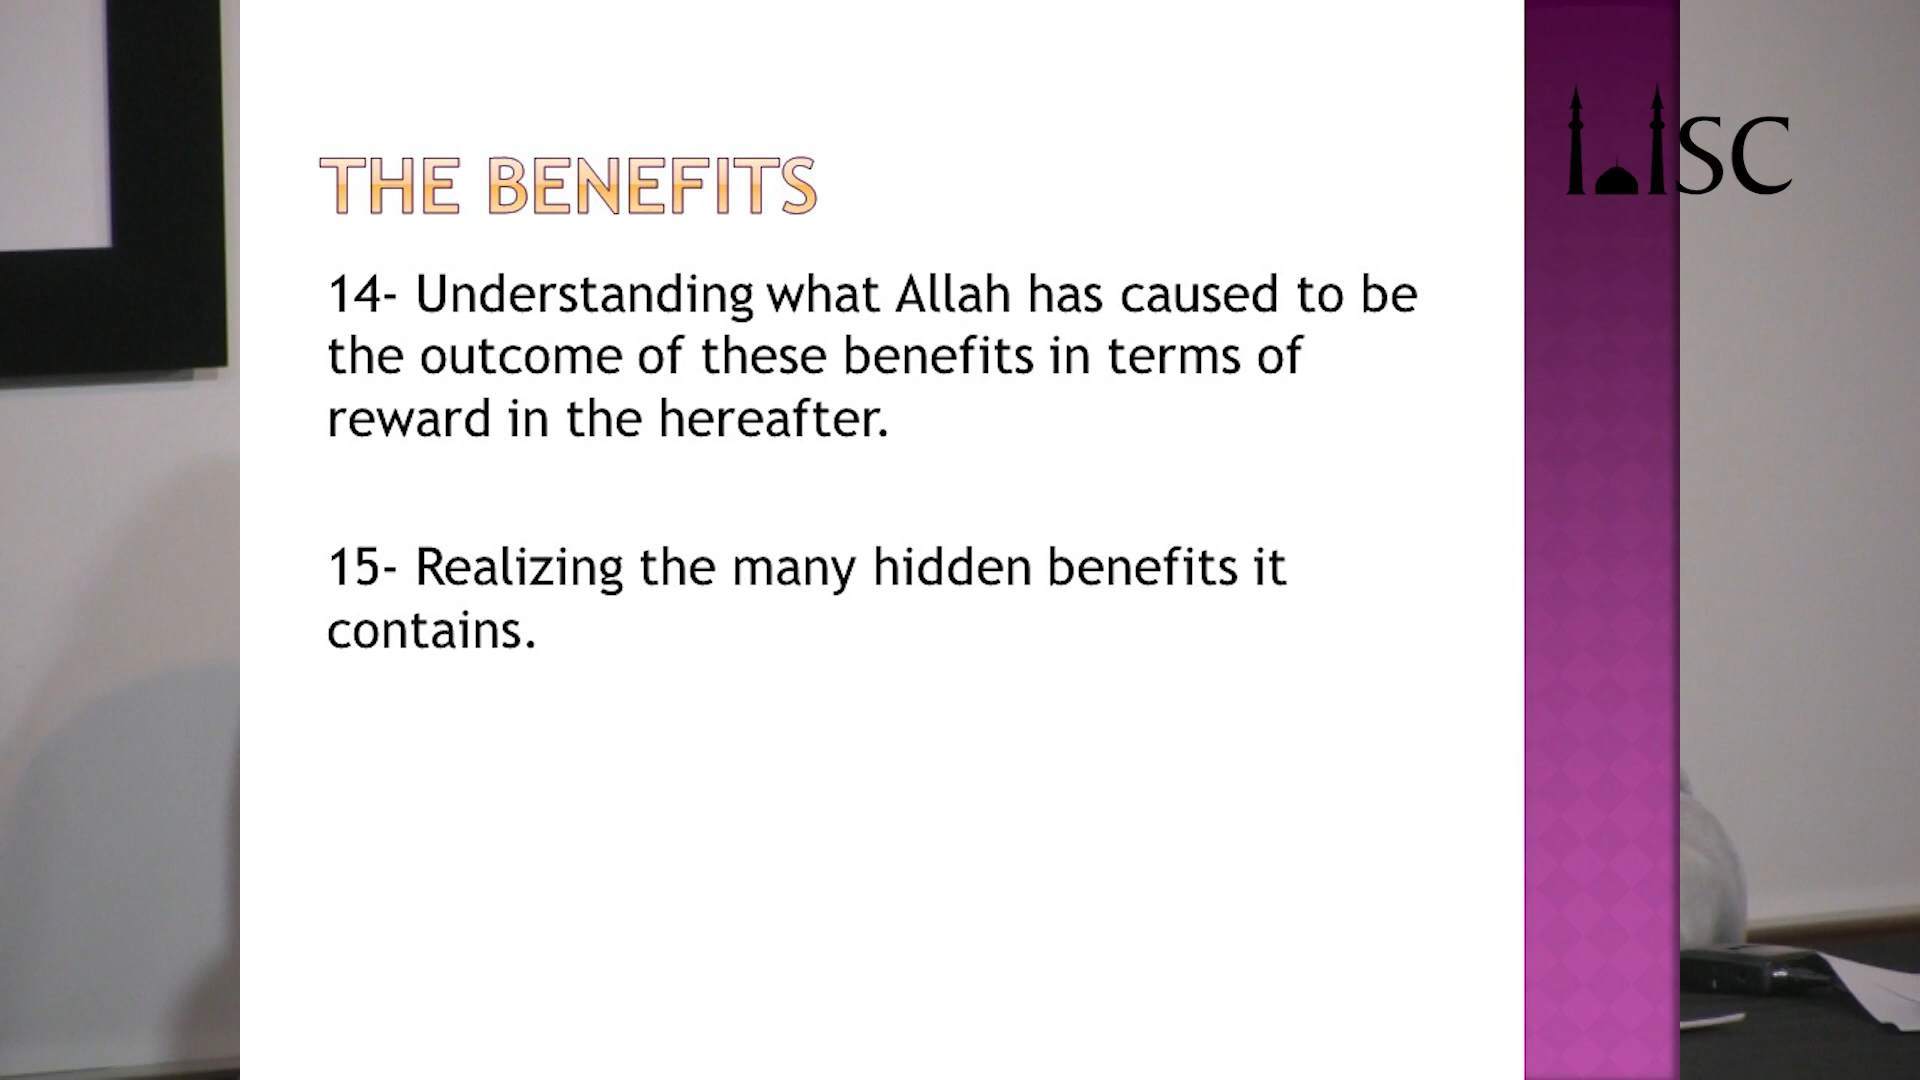 THE BENEFITS
14- Understanding what Allah has caused to be
the outcome of these benefits in terms of
reward in the hereafter.
15- Realizing the many hidden benefits it
contains.
SC